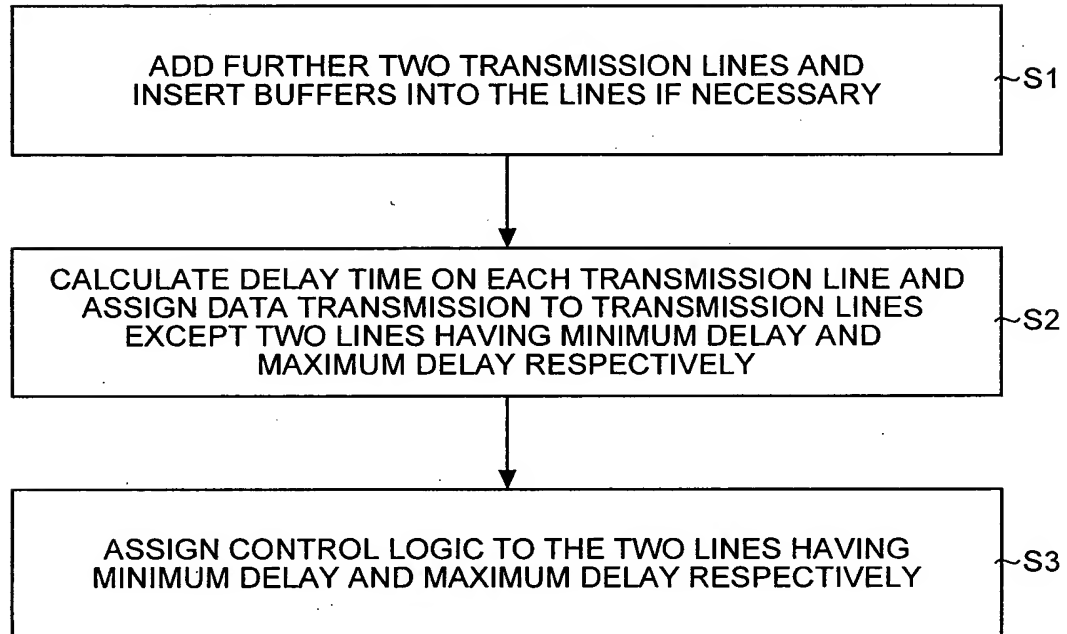 ADD FURTHER TWO TRANSMISSION LINES AND
INSERT BUFFERS INTO THE LINES IF NECESSARY
S1
CALCULATE DELAY TIME ON EACH TRANSMISSION LINE AND
ASSIGN DATA TRANSMISSION TO TRANSMISSION LINES
EXCEPT TWO LINES HAVING MINIMUM DELAY AND
MAXIMUM DELAY RESPECTIVELY
S2
ASSIGN CONTROL LOGIC TO THE TWO LINES HAVING
MINIMUM DELAY AND MAXIMUM DELAY RESPECTIVELY
S3